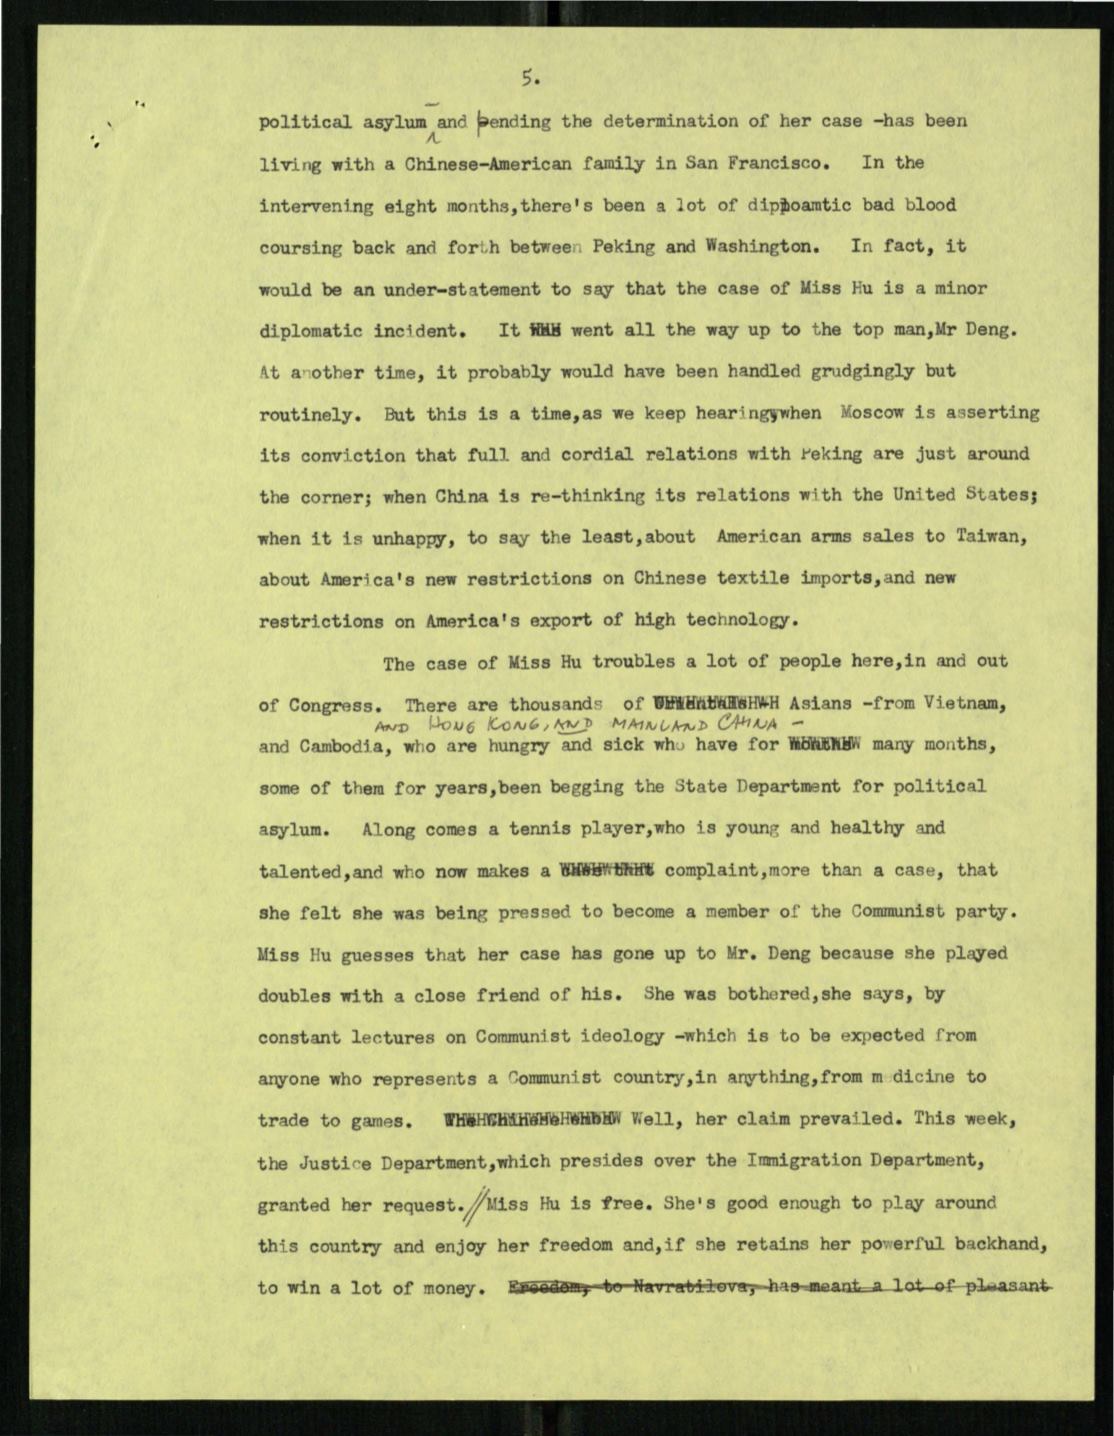 5.
political asylum – and pending the determination of her case -has been
living with a Chinese-American family in San Francisco. In the
intervening eight months,there's been a lot of diploamtic bad blood
coursing back and forth between Peking and Washington. In fact, it
would be an under-statement to say that the case of Miss Hu is a minor
diplomatic incident. It went all the way up to the top man,Mr Deng.
At another time, it probably would have been handled grudgingly but
routinely. But this is a time,as we keep hearing,when Moscow is asserting
its conviction that full and cordial relations with Peking are just around
the corner; when China is re-thinking its relations with the United States;
when it is unhappy, to say the least,about American arms sales to Taiwan,
about America's new restrictions on Chinese textile imports,and new
restrictions on America's export of high technology.
The case of Miss Hu troubles a lot of people here,in and out
of Congress. There are thousands of Asians -from Vietnam,
AND HONG KONG, AND MAINLAND CHINA –
and Cambodia, who are hungry and sick who have for many months,
some of them for years,been begging the State Department for political
asylum. Along comes a tennis player,who is young and healthy and
talented,and who now makes a complaint,more than a case, that
she felt she was being pressed to become a member of the Communist party.
Miss Hu guesses that her case has gone up to Mr. Deng because she played
doubles with a close friend of his. She was bothered,she says, by
constant lectures on Communist ideology -which is to be expected from
anyone who represents a Communist country,in anything,from m dicine to
trade to games. Well, her claim prevailed. This week,
the Justice Department,which presides over the Immigration Department,
granted her request.//Miss Hu is free. She's good enough to play around
this country and enjoy her freedom and,if she retains her powerful backhand,
to win a lot of money. Freedom, to Navratilova, has meant a lot of pleasant